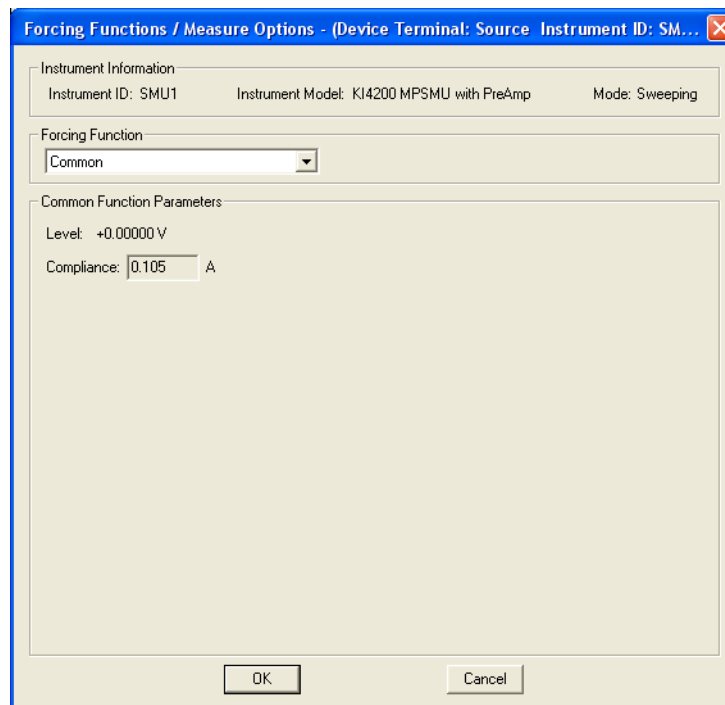 Forcing Functions / Measure Options - (Device Terminal: Source Instrument ID: SM...
Instrument Information
Instrument ID: SMU1 Instrument Model: KI4200 MPSMU with PreAmp Mode: Sweeping
Forcing Function
Common
Common Function Parameters
Level: +0.00000 V
Compliance: 0.105 A
OK Cancel